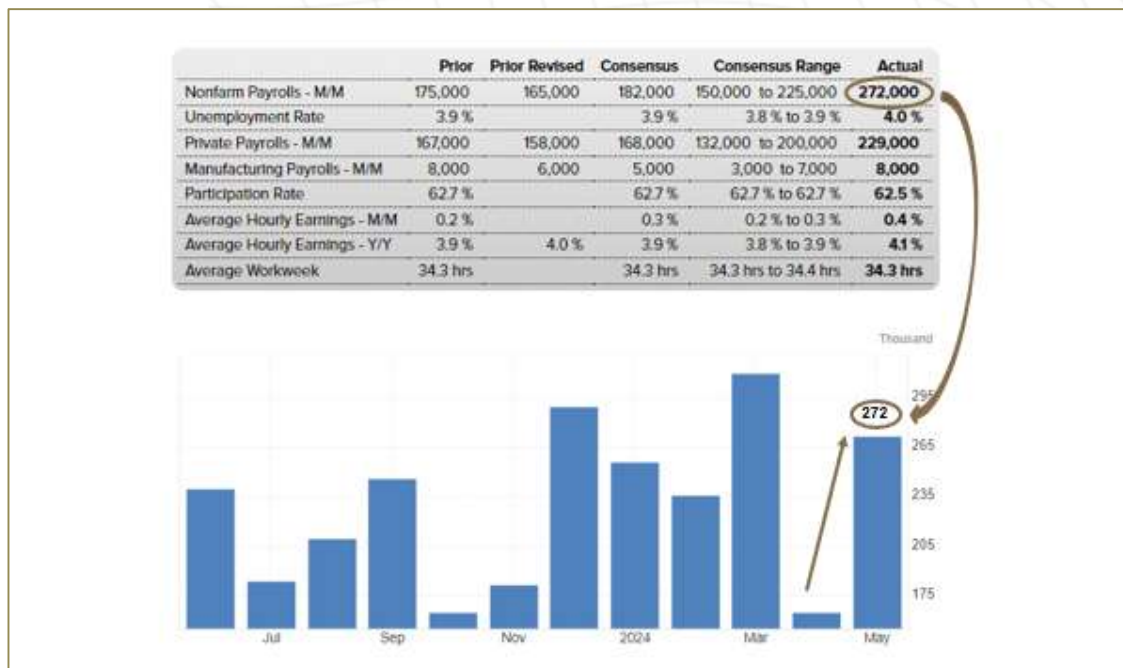 Prior Prior Revised Consensus Consensus Range Actual
Nonfarm Payrolls - M/M 175,000 165,000 182,000 150,000 to 225,000 272,000
Unemployment Rate 3.9 % 3.9 % 3.8 % to 3.9 % 4.0 %
Private Payrolls - M/M 167,000 158,000 168,000 132,000 to 200,000 229,000
Manufacturing Payrolls - M/M 8,000 6,000 5,000 3,000 to 7,000 8,000
Participation Rate 62.7 % 62.7 % 62.7 % to 62.7 % 62.5 %
Average Hourly Earnings - M/M 0.2 % 0.3 % 0.2 % to 0.3 % 0.4 %
Average Hourly Earnings - Y/Y 3.9 % 4.0 % 3.9 % 3.8 % to 3.9 % 4.1 %
Average Workweek 34.3 hrs 34.3 hrs 34.3 hrs to 34.4 hrs 34.3 hrs
Thousand
295
272
265
235
205
175
Jul Sep Nov 2024 Mar May